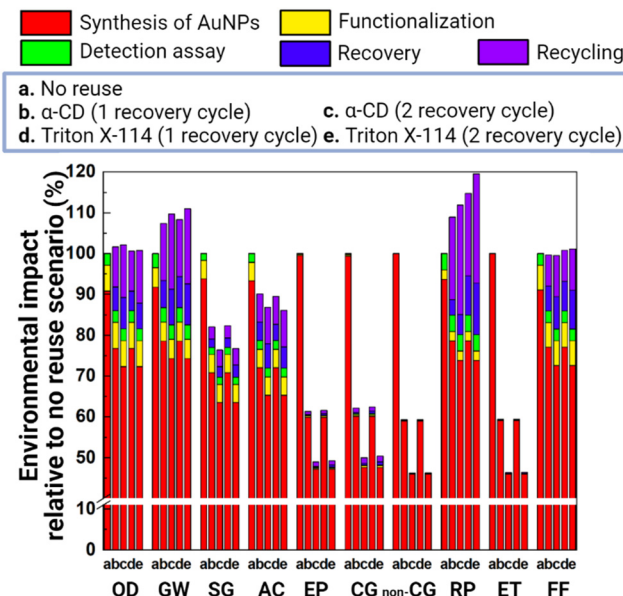 Synthesis of AuNPs Functionalization
Detection assay Recovery Recycling
a. No reuse
b. α-CD (1 recovery cycle) c. α-CD (2 recovery cycle)
d. Triton X-114 (1 recovery cycle) e. Triton X-114 (2 recovery cycle)
Environmental impact
relative to no reuse scenario (%)
120
100
90
80
70
60
50
10
0
abcde abcde abcde abcde abcde abcde abcde abcde abcde abcde
OD GW SG AC EP CG non-CG RP ET FF